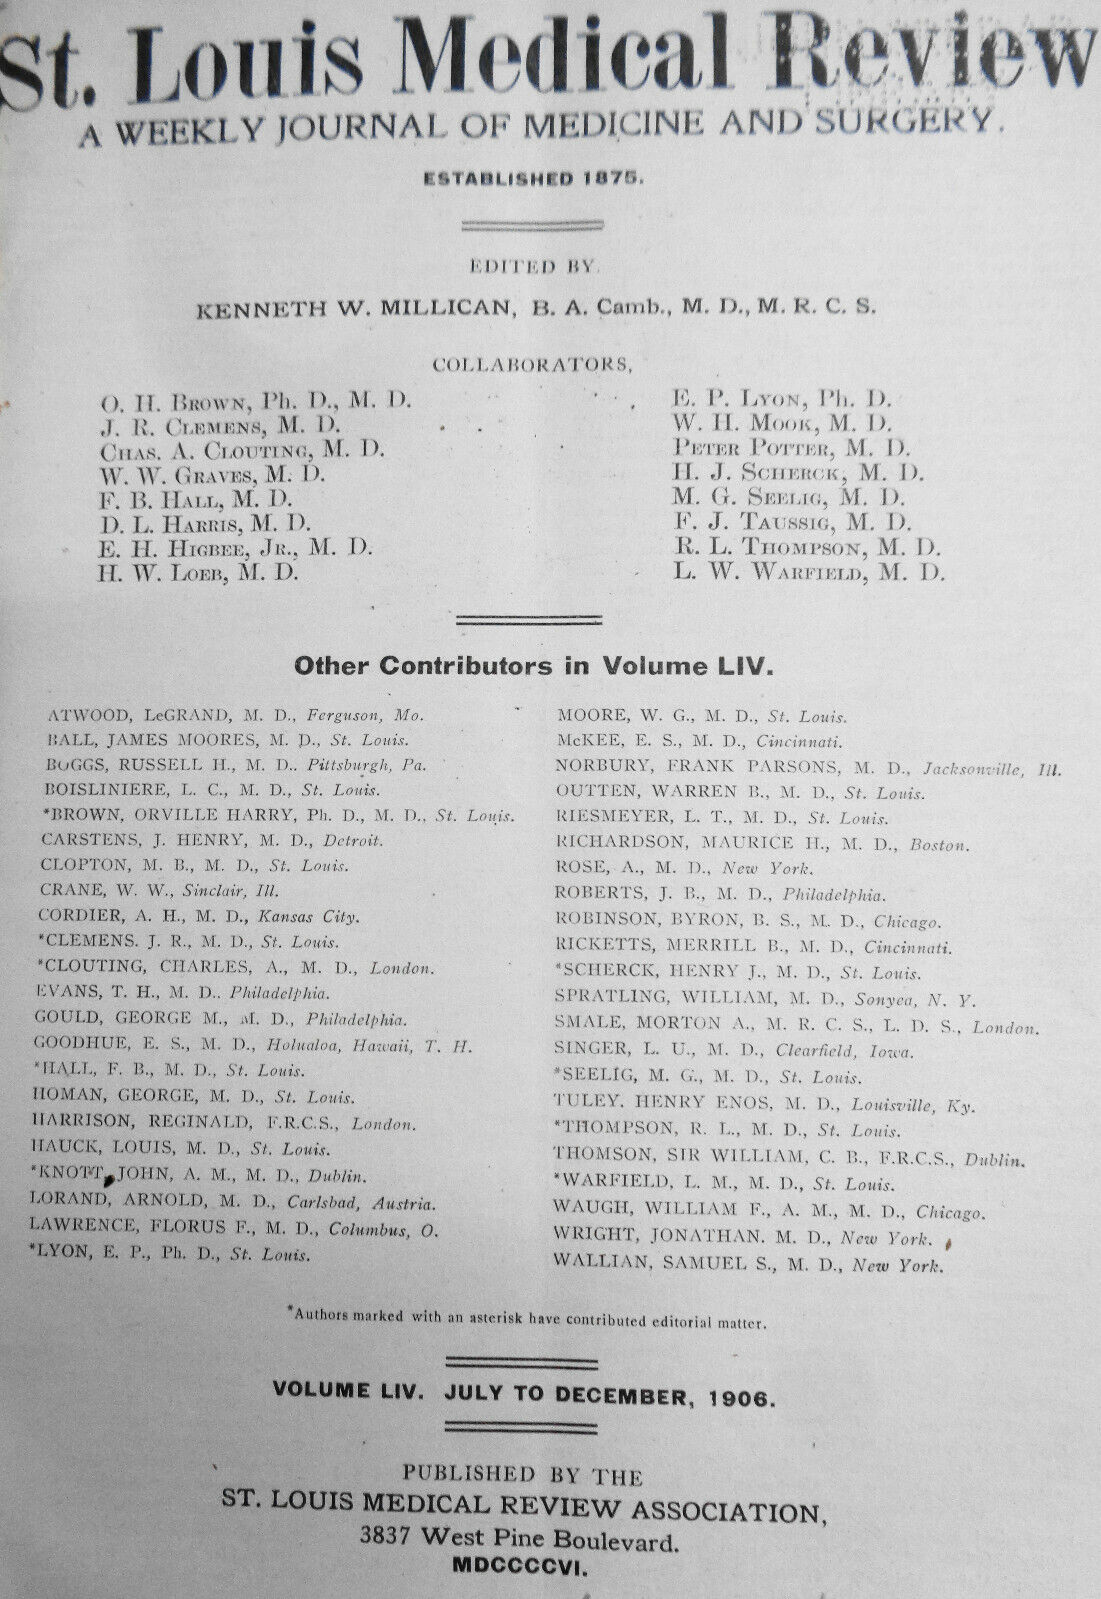 St. Louis Medical Review
A WEEKLY JOURNAL OF MEDICINE AND SURGERY.
ESTABLISHED 1875.
EDITED BY
KENNETH W. MILLICAN, B. A. Camb., M. D., M. R. C. S.
COLLABORATORS,
O. H. BROWN, Ph. D., M. D.
J. R. CLEMENS, M. D.
CHAS. A. CLOUTING, M. D.
W. W. GRAVES, M. D.
F. B. HALL, M. D.
D. L. HARRIS, M. D.
E. H. HIGBEE, JR., M. D.
H. W. LOEB, M. D.
E. P. LYON, Ph. D.
W. H. MOOK, M. D.
PETER POTTER, M. D.
H. J. SCHERCK, M. D.
M. G. SEELIG, M. D.
F. J. TAUSSIG, M. D.
R. L. THOMPSON, M. D.
L. W. WARFIELD, M. D.
Other Contributors in Volume LIV.
ATWOOD, LeGRAND, M. D., Ferguson, Mo.
BALL, JAMES MOORES, M. D., St. Louis.
BOGGS, RUSSELL H., M. D.. Pittsburgh, Pa.
BOISLINIERE, L. C., M. D., St. Louis.
*BROWN, ORVILLE HARRY, Ph. D., M. D., St. Louis.
CARSTENS, J. HENRY, M. D., Detroit.
CLOPTON, M. B., M. D., St. Louis.
CRANE, W. W., Sinclair, Ill.
CORDIER, A. H., M. D., Kansas City.
*CLEMENS. J. R., M. D., St. Louis.
*CLOUTING, CHARLES, A., M. D., London.
EVANS, T. H., M. D.. Philadelphia.
GOULD, GEORGE M., M. D., Philadelphia.
GOODHUE, E. S., M. D., Holualoa, Hawaii, T. H.
*HALL, F. B., M. D., St. Louis.
HOMAN, GEORGE, M. D., St. Louis.
HARRISON, REGINALD, F.R.C.S., London.
HAUCK, LOUIS, M. D., St. Louis.
*KNOTT, JOHN, A. M., M. D., Dublin.
LORAND, ARNOLD, M. D., Carlsbad, Austria.
LAWRENCE, FLORUS F., M. D., Columbus, O.
*LYON, E. P., Ph. D., St. Louis.
MOORE, W. G., M. D., St. Louis.
McKEE, E. S., M. D., Cincinnati.
NORBURY, FRANK PARSONS, M. D., Jacksonville, Ill.
OUTTEN, WARREN B., M. D., St. Louis.
RIESMEYER, L. T., M. D., St. Louis.
RICHARDSON, MAURICE H., M. D., Boston.
ROSE, A., M. D., New York.
ROBERTS, J. B., M. D., Philadelphia.
ROBINSON, BYRON, B. S., M. D., Chicago.
RICKETTS, MERRILL B., M. D., Cincinnati.
*SCHERCK, HENRY J., M. D., St. Louis.
SPRATLING, WILLIAM, M. D., Sonyea, N. Y.
SMALE, MORTON A., M. R. C. S., L. D. S., London.
SINGER, L. U., M. D., Clearfield, Iowa.
*SEELIG, M. G., M. D., St. Louis.
TULEY. HENRY ENOS, M. D., Louisville, Ky.
*THOMPSON, R. L., M. D., St. Louis.
THOMSON, SIR WILLIAM, C. B., F.R.C.S., Dublin.
*WARFIELD, L. M., M. D., St. Louis.
WAUGH, WILLIAM F., A. M., M. D., Chicago.
WRIGHT, JONATHAN. M. D., New York.
WALLIAN, SAMUEL S., M. D., New York.
*Authors marked with an asterisk have contributed editorial matter.
VOLUME LIV. JULY TO DECEMBER, 1906.
PUBLISHED BY THE
ST. LOUIS MEDICAL REVIEW ASSOCIATION,
3837 West Pine Boulevard.
MDCCCCVI.